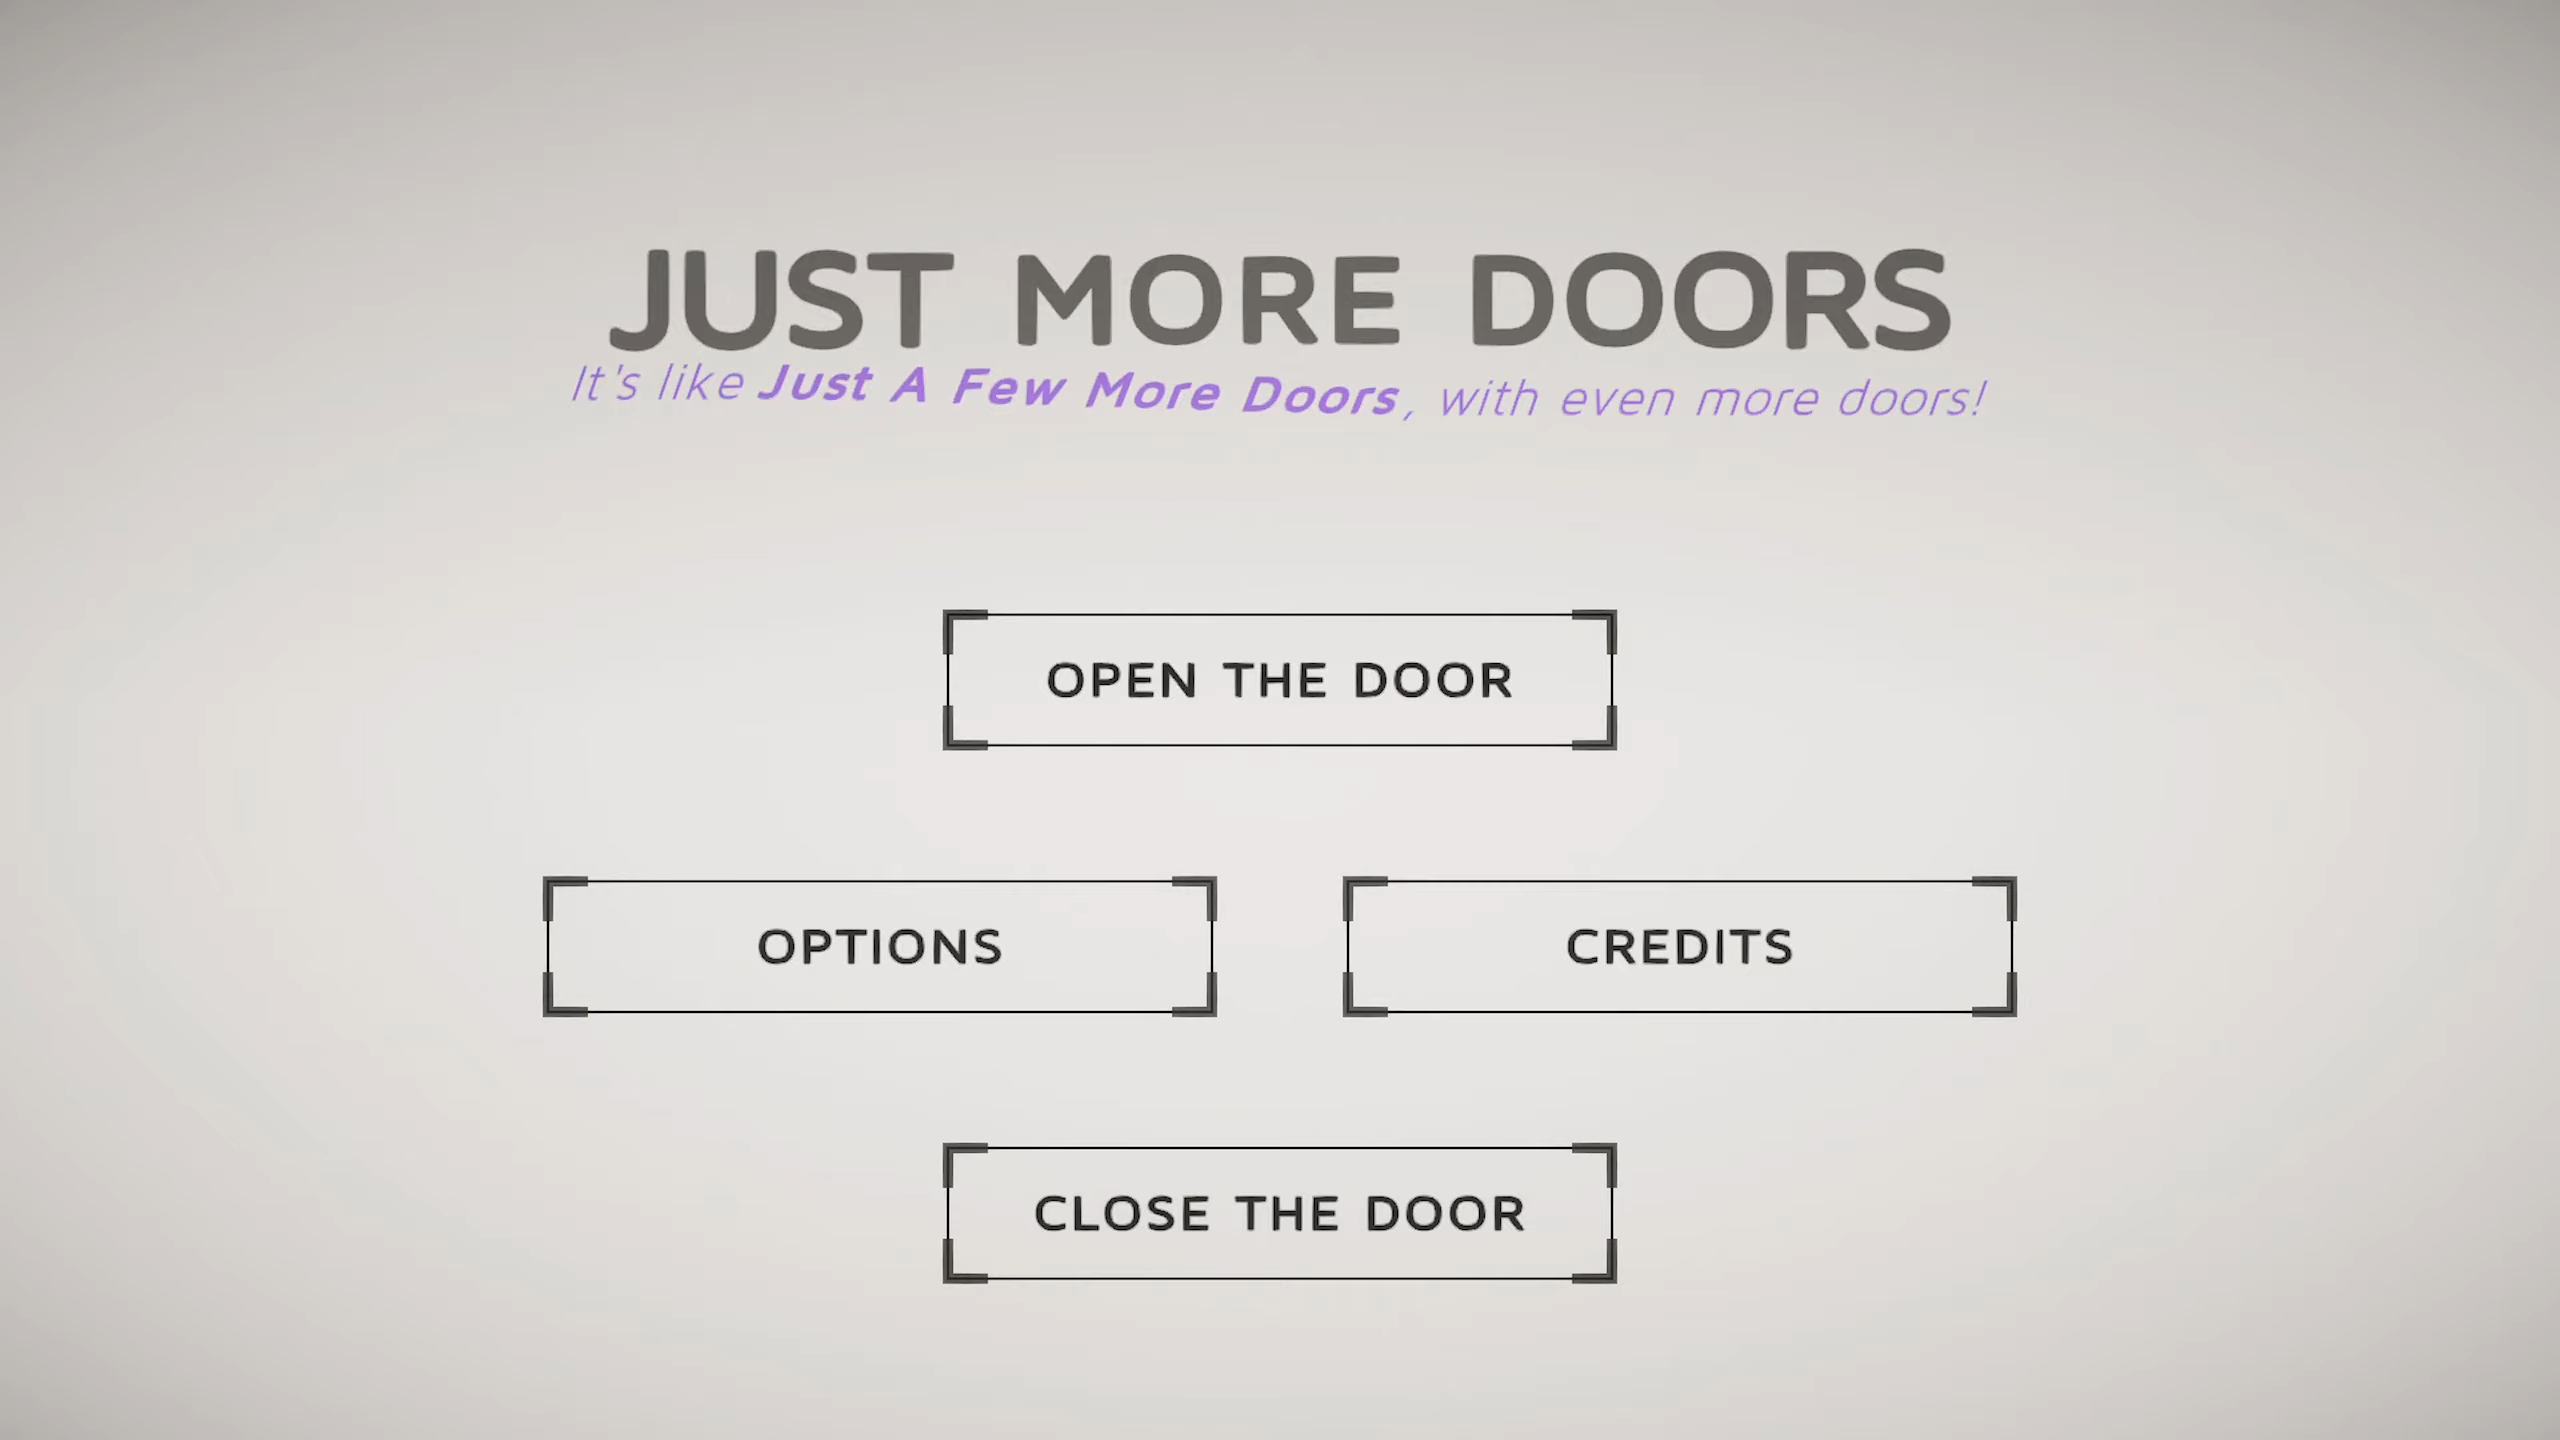 JUST MORE DOORS
It's like Just A Few More Doors, with even more doors!
OPEN THE DOOR
OPTIONS
CREDITS
CLOSE THE DOOR